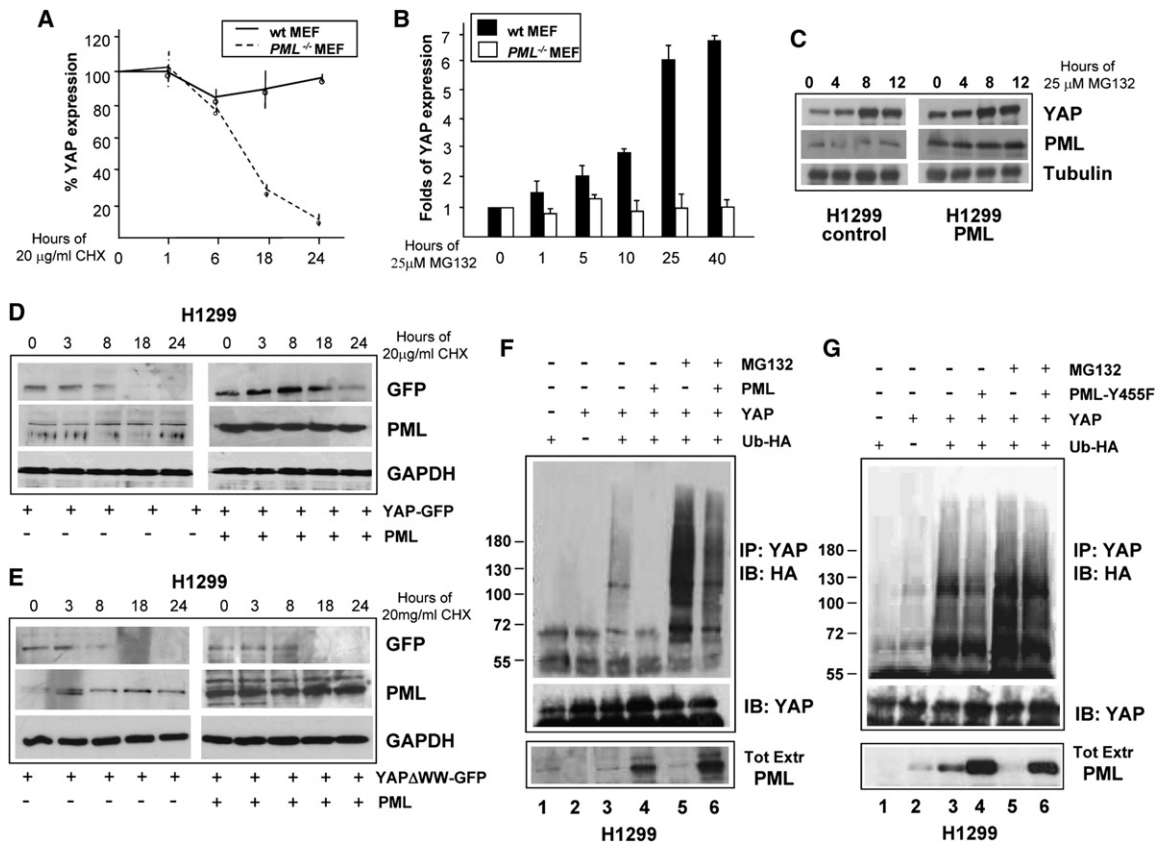 A
wt MEF
PML -/- MEF
% YAP expression
120
100
80
60
40
20
Hours of
20 µg/ml CHX
0 1 6 18 24
B
wt MEF
PML -/- MEF
Folds of YAP expression
7
6
5
4
3
2
1
Hours of
25µM MG132
0 1 5 10 25 40
C
Hours of
25 µM MG132
0 4 8 12 0 4 8 12
YAP
PML
Tubulin
H1299 control
H1299 PML
D
H1299
0 3 8 18 24 0 3 8 18 24
Hours of
20µg/ml CHX
GFP
PML
GAPDH
+ + + + + + + + + + YAP-GFP
- - - - - + + + + + PML
E
H1299
0 3 8 18 24 0 3 8 18 24
Hours of
20mg/ml CHX
GFP
PML
GAPDH
+ + + + + + + + + + YAPΔWW-GFP
- - - - - + + + + + PML
F
- - - - + + MG132
- - - + - + PML
- + + + + + YAP
+ - + + + + Ub-HA
180
130
100
72
55
IP: YAP
IB: HA
IB: YAP
Tot Extr
PML
1 2 3 4 5 6
H1299
G
- - - - + + MG132
- - - + - + PML-Y455F
- + + + + + YAP
+ - + + + + Ub-HA
180
130
100
72
55
IP: YAP
IB: HA
IB: YAP
Tot Extr
PML
1 2 3 4 5 6
H1299